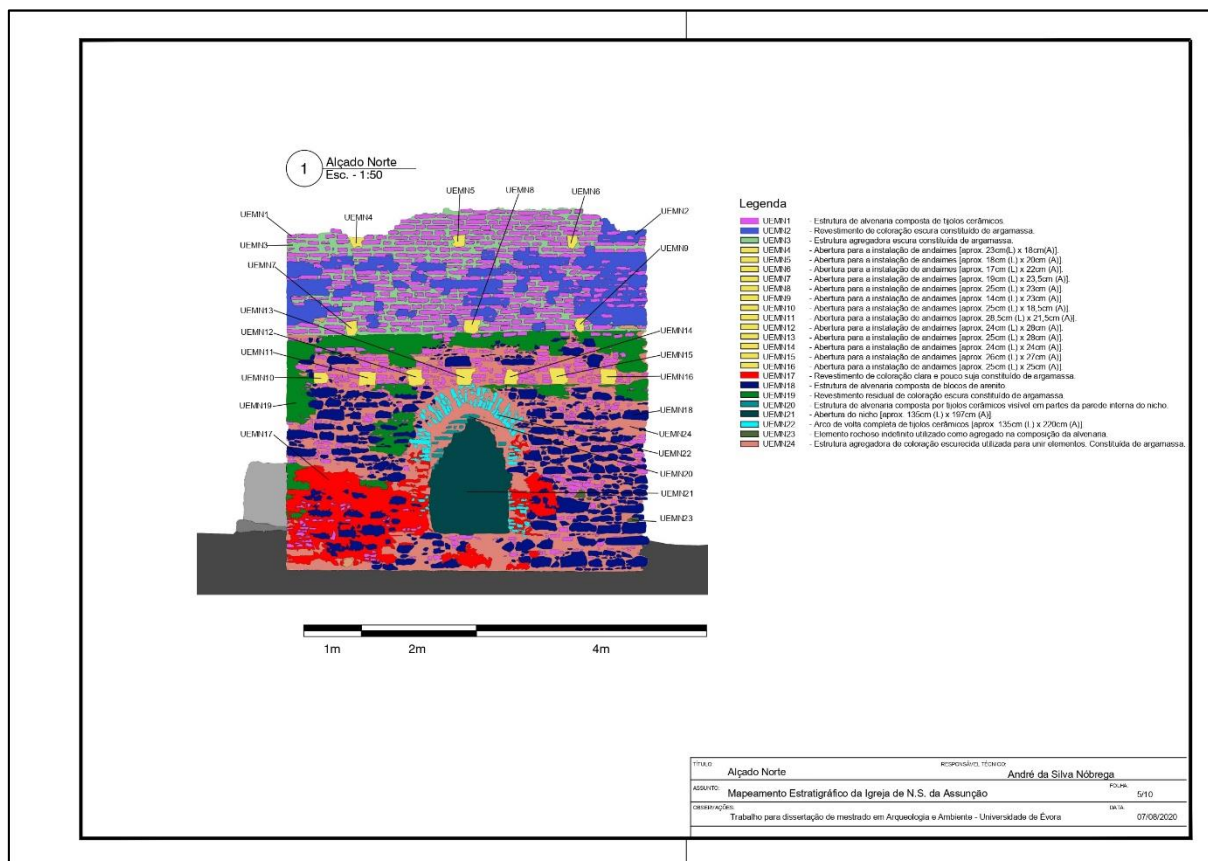 1 Alçado Norte
Esc. - 1:50
UEMN5 UEMN8 UEMN6
UEMN1 UEMN4 UEMN2
UEMN3 UEMN9
UEMN7
UEMN13
UEMN12 UEMN14
UEMN11 UEMN15
UEMN10 UEMN16
UEMN19 UEMN18
UEMN17 UEMN24
UEMN22
UEMN20
UEMN21
UEMN23
1m 2m 4m
Legenda
UEMN1 - Estrutura de alvenaria composta de tijolos cerâmicos.
UEMN2 - Revestimento de coloração escura constituído de argamassa.
UEMN3 - Estrutura agregadora escura constituída de argamassa.
UEMN4 - Abertura para a instalação de andaimes [aprox. 23cm(L) x 18cm(A)].
UEMN5 - Abertura para a instalação de andaimes [aprox. 18cm (L) x 20cm (A)]
UEMN6 - Abertura para a instalação de andaimes [aprox. 17cm (L) x 22cm (A)]
UEMN7 - Abertura para a instalação de andaimes [aprox. 19cm (L) x 23,5cm (A)].
UEMN8 - Abertura para a instalação de andaimes [aprox. 25cm (L) x 23cm (A)]
UEMN9 - Abertura para a instalação de andaimes [aprox. 14cm (L) x 23cm (A)]
UEMN10 - Abertura para a instalação de andaimes [aprox. 25cm (L) x 18,5cm (A)]
UEMN11 - Abertura para a instalação de andaimes [aprox. 28,5cm (L) x 21,5cm (A)].
UEMN12 - Abertura para a instalação de andaimes [aprox. 24cm (L) x 28cm (A)].
UEMN13 - Abertura para a instalação de andaimes [aprox. 25cm (L) x 28cm (A)].
UEMN14 - Abertura para a instalação de andaimes [aprox. 24cm (L) x 24cm (A)].
UEMN15 - Abertura para a instalação de andaimes [aprox. 26cm (L) x 27cm (A)]
UEMN16 - Abertura para a instalação de andaimes [aprox. 25cm (L) x 25cm (A)]
UEMN17 - Revestimento de coloração clara e pouco suja constituído de argamassa.
UEMN18 - Estrutura de alvenaria composta de blocos de arenito.
UEMN19 - Revestimento residual de coloração escura constituído de argamassa.
UEMN20 - Estrutura de alvenaria composta por tijolos cerâmicos visível em partes da parede interna do nicho.
UEMN21 - Abertura do nicho [aprox. 135cm (L) x 197cm (A)]
UEMN22 - Arco de volta completa de tijolos cerâmicos [aprox. 135cm (L) x 220cm (A)]
UEMN23 - Elemento rochoso indefinito utilizado como agregado na composição da alvenaria.
UEMN24 - Estrutura agregadora de coloração escurecida utilizada para unir elementos. Constituída de argamassa.
TÍTULO: Alçado Norte RESPONSÁVEL TÉCNICO: André da Silva Nóbrega
ASSUNTO: Mapeamento Estratigráfico da Igreja de N.S. da Assunção FOLHA: 5/10
OBSERVAÇÕES: Trabalho para dissertação de mestrado em Arqueologia e Ambiente - Universidade de Évora DATA: 07/08/2020